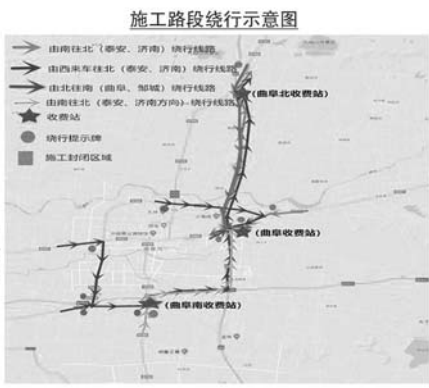 施工路段绕行示意图
由南往北（泰安、济南）绕行线路
由西来车往北（泰安、济南）绕行线路
由北往南（曲阜、邹城）绕行线路
由南往北（泰安、济南方向）绕行线路
收费站
绕行提示牌
施工封闭区域
(曲阜北收费站)
(曲阜收费站)
(曲阜南收费站)